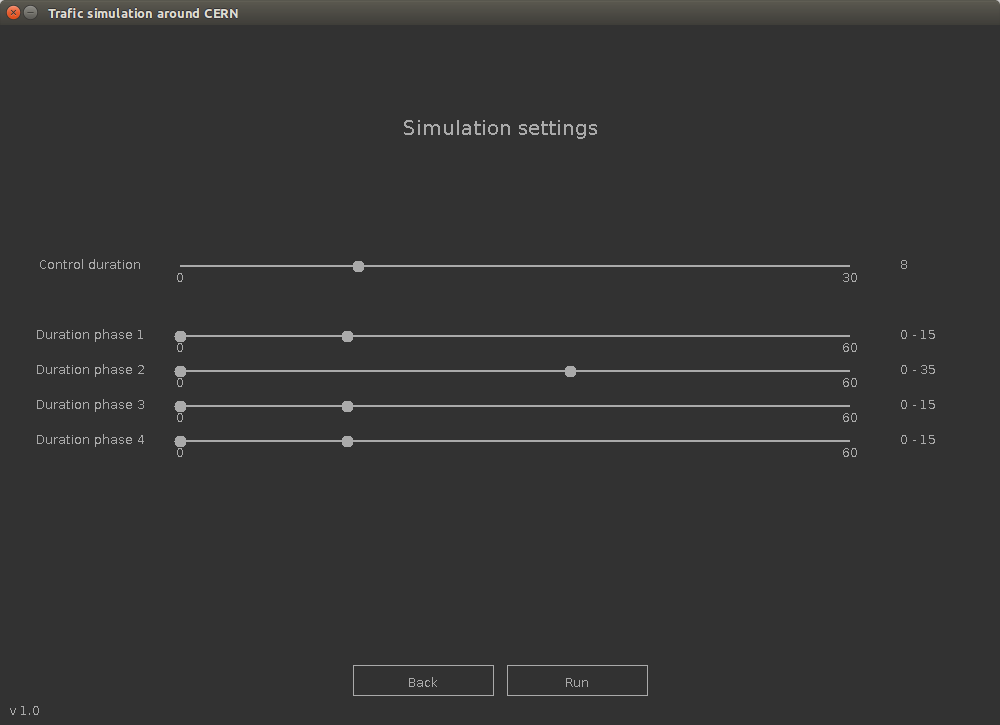 Trafic simulation around CERN
Simulation settings
Control duration 8
0 30
Duration phase 1 0 - 15
0 60
Duration phase 2 0 - 35
0 60
Duration phase 3 0 - 15
0 60
Duration phase 4 0 - 15
0 60
Back Run
v 1.0